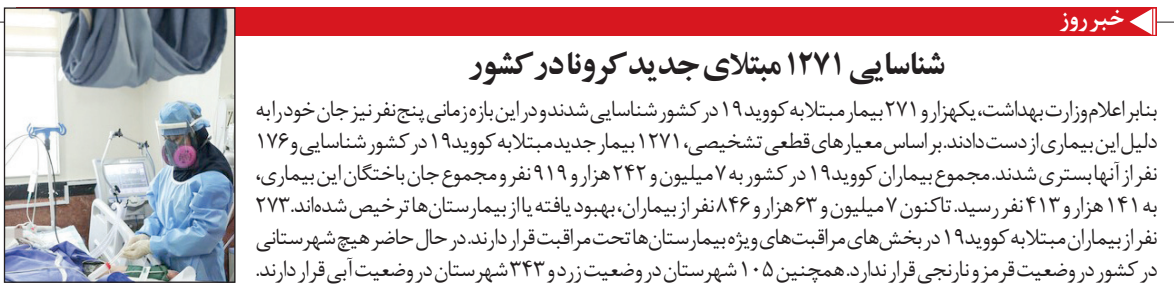 خبر روز
شناسایی ۱۲۷۱ مبتلای جدید کرونا در کشور
بنابر اعلام وزارت بهداشت، یکهزار و ۲۷۱ بیمار مبتلا به کووید ۱۹ در کشور شناسایی شدند و در این بازه زمانی پنج نفر نیز جان خود را به
دلیل این بیماری از دست دادند. بر اساس معیارهای قطعی تشخیصی، ۱۲۷۱ بیمار جدید مبتلا به کووید ۱۹ در کشور شناسایی و ۱۷۶
نفر از آنها بستری شدند. مجموع بیماران کووید ۱۹ در کشور به ۷ میلیون و ۲۴۲ هزار و ۹۱۹ نفر و مجموع جان باختگان این بیماری،
به ۱۴۱ هزار و ۴۱۳ نفر رسید. تاکنون ۷ میلیون و ۶۳ هزار و ۸۴۶ نفر از بیماران، بهبود یافته یا از بیمارستان‌ها ترخیص شده‌اند. ۲۷۳
نفر از بیماران مبتلا به کووید ۱۹ در بخش‌های مراقبت‌های ویژه بیمارستان‌ها تحت مراقبت قرار دارند. در حال حاضر هیچ شهرستانی
در کشور در وضعیت قرمز و نارنجی قرار ندارد. همچنین ۱۰۵ شهرستان در وضعیت زرد و ۳۴۳ شهرستان در وضعیت آبی قرار دارند.